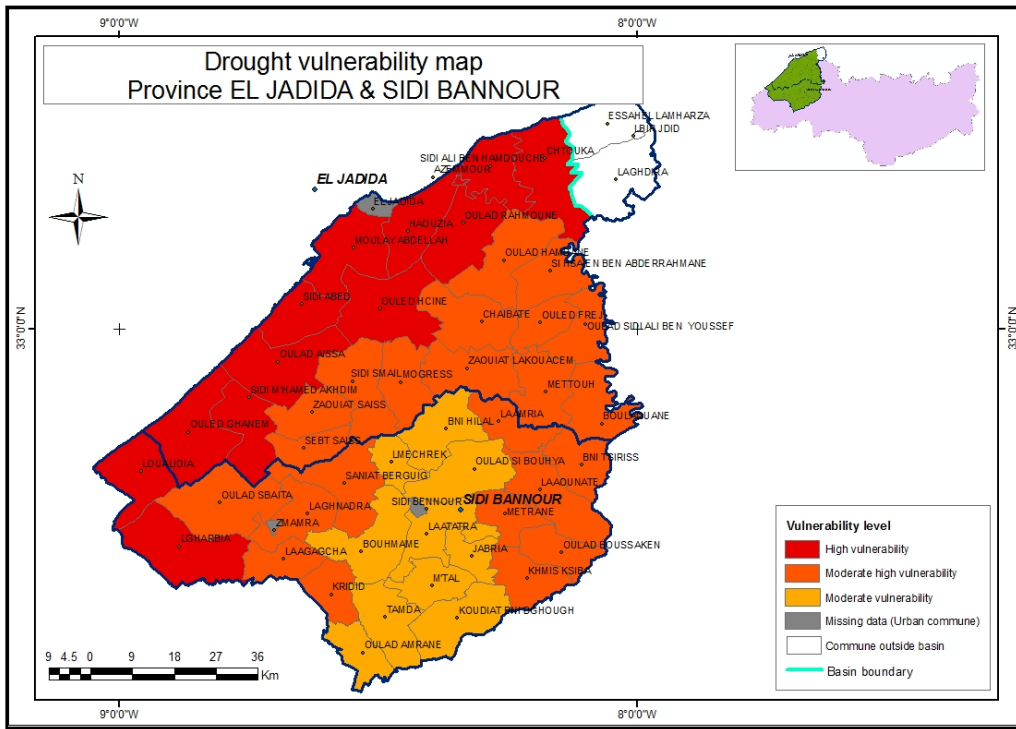 9°0'0"W
8°0'0"W
Drought vulnerability map
Province EL JADIDA & SIDI BANNOUR
ESSAHEL LAMHARZA
LBIR JDID
CHTOUKA
SIDI ALI BEN HAMDOUCHE
AZEMMOUR
LAGHDIRA
EL JADIDA
N
EL JADIDA
HAOUZIA
OULAD RAHMOUNE
MOULAY ABDELLAH
OULAD HAMDANE
SI HSAIEN BEN ABDERRAHMANE
SIDI ABED
OULED HCINE
CHAIBATE
OULED FREJ
OULAD SIDI ALI BEN YOUSSEF
33°0'0"N
33°0'0"N
OULAD AISSA
ZAOUIAT LAKOUACEM
SIDI SMAIL
MOGRESS
METTOUH
SIDI M'HAMED AKHDIM
ZAOUIAT SAISS
LAAMRIA
BOULAOUANE
BNI HILAL
OULED GHANEM
SEBT SAISS
LMECHREK
OULAD SI BOUHYA
BNI TSIRISS
LOUALIDIA
SANIAT BERGUIG
LAAOUNATE
OULAD SBAITA
SIDI BENNOUR
SIDI BANNOUR
LAGHNADRA
METRANE
ZMAMRA
LAATATRA
LGHARBIA
BOUHMAME
LAAGAGCHA
JABRIA
OULAD BOUSSAKEN
KHMIS KSIBA
M'TAL
KRIDID
TAMDA
KOUDIAT BNI DGHOUGH
OULAD AMRANE
Vulnerability level
High vulnerability
Moderate high vulnerability
Moderate vulnerability
Missing data (Urban commune)
Commune outside basin
Basin boundary
9 4.5 0 9 18 27 36
Km
9°0'0"W
8°0'0"W